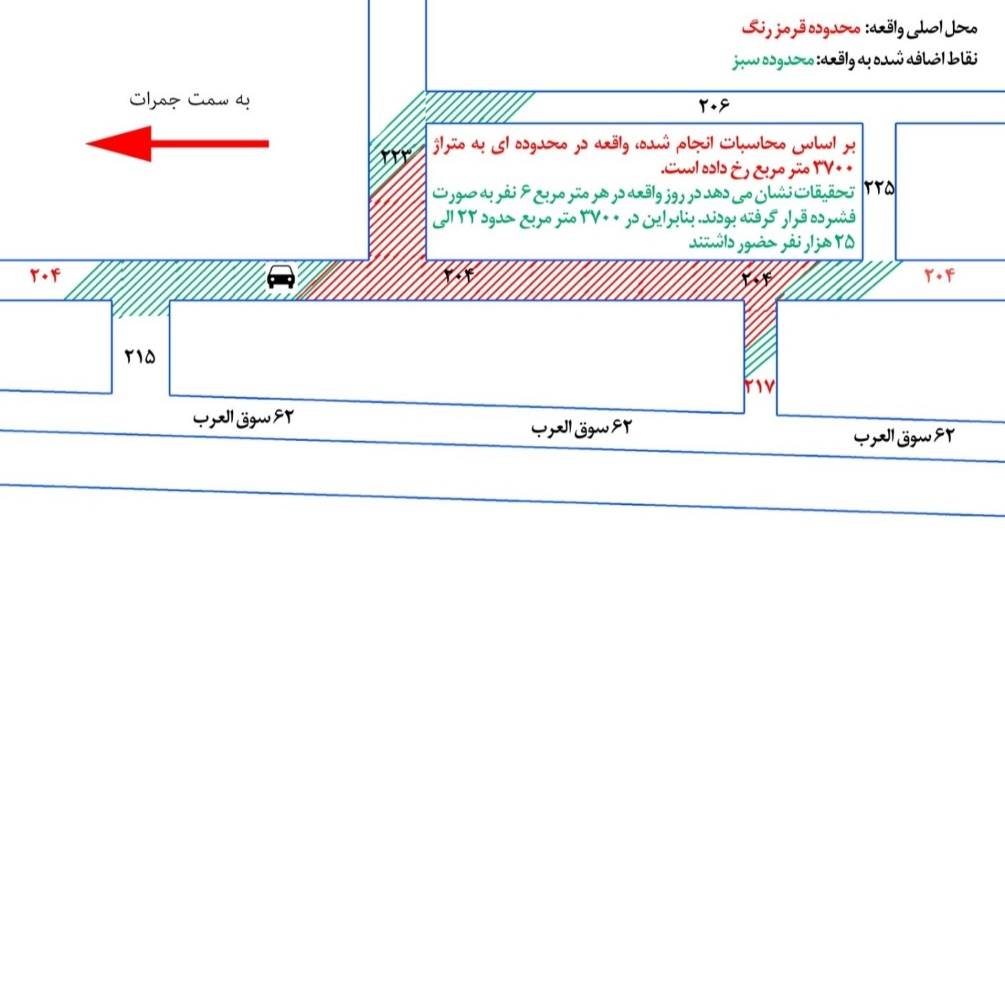 محل اصلی واقعه: محدوده قرمز رنگ
نقاط اضافه شده به واقعه:محدوده سبز
به سمت جمرات
۲۰۶
۲۲۳
بر اساس محاسبات انجام شده، واقعه در محدوده ای به متراژ
۳۷۰۰ متر مربع رخ داده است.
تحقیقات نشان می دهد در روز واقعه در هر متر مربع ۶ نفر به صورت
فشرده قرار گرفته بودند. بنابراین در ۳۷۰۰ متر مربع حدود ۲۲ الی
۲۵ هزار نفر حضور داشتند
۲۲۵
۲۰۴
۲۰۴
۲۰۴
۲۰۴
۲۱۵
۲۱۷
۶۲ سوق العرب
۶۲ سوق العرب
۶۲ سوق العرب